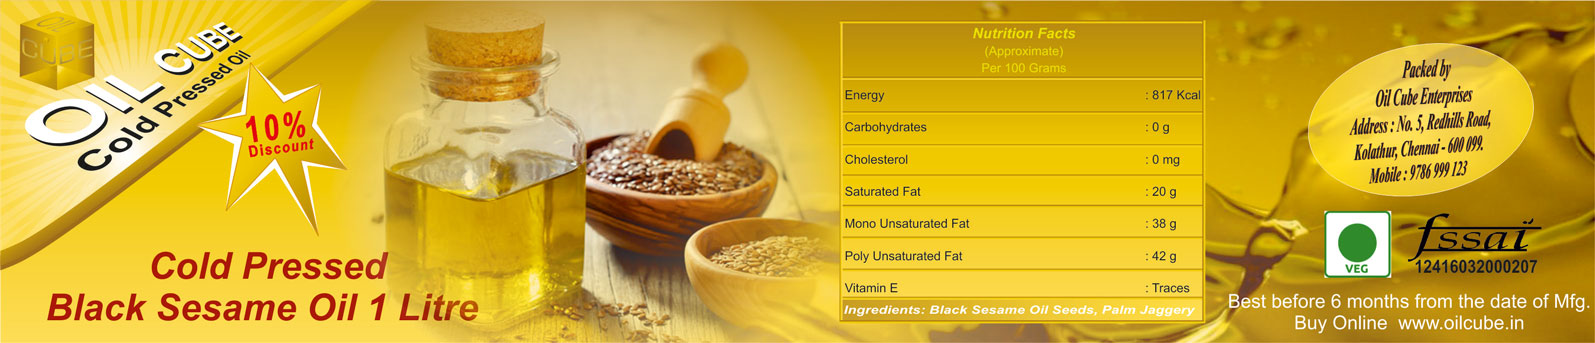 OIL
CUBE
OIL CUBE
Cold Pressed Oil
10%
Discount
Cold Pressed
Black Sesame Oil 1 Litre
Nutrition Facts
(Approximate)
Per 100 Grams
Energy : 817 Kcal
Carbohydrates : 0 g
Cholesterol : 0 mg
Saturated Fat : 20 g
Mono Unsaturated Fat : 38 g
Poly Unsaturated Fat : 42 g
Vitamin E : Traces
Ingredients: Black Sesame Oil Seeds, Palm Jaggery
Packed by
Oil Cube Enterprises
Address : No. 5, Redhills Road,
Kolathur, Chennai - 600 099.
Mobile : 9786 999 123
VEG
fssai
12416032000207
Best before 6 months from the date of Mfg.
Buy Online www.oilcube.in